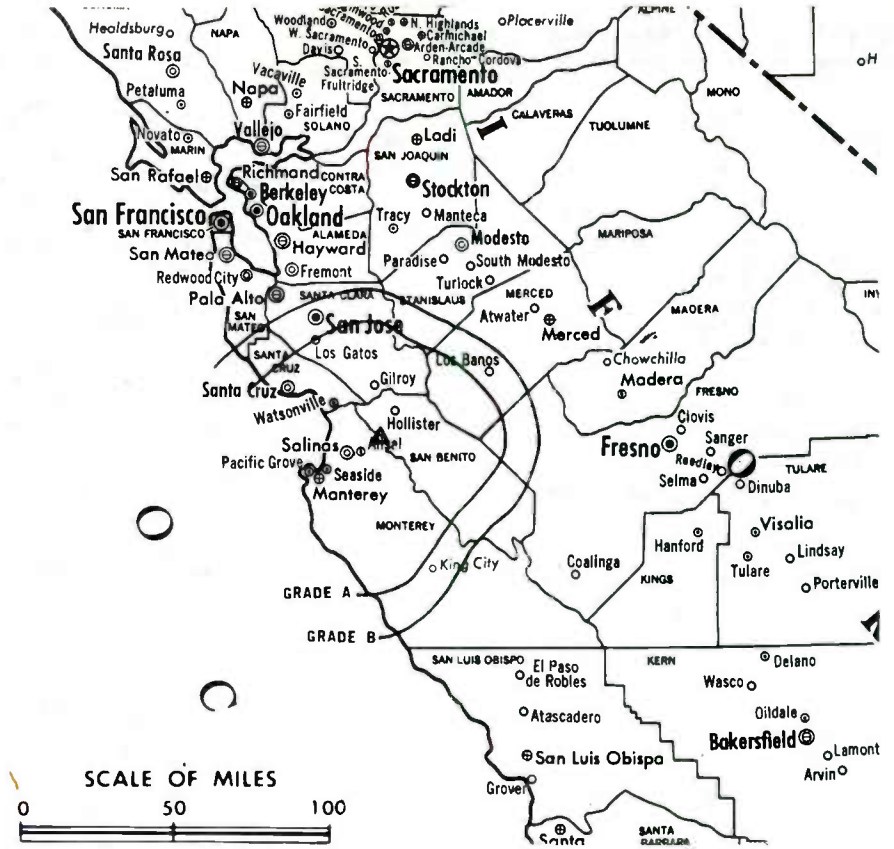 Healdsburg
NAPA
Woodland
W. Sacramento
Davis
N. Highlands
Carmichael
Arden-Arcade
Rancho-Cordova
Placerville
ALPINE
Santa Rosa
Petaluma
Napa
Vacaville
Fairfield
SOLANO
S. Sacramento-
Fruitridge
Sacramento
SACRAMENTO
AMADOR
CALAVERAS
MONO
TUOLUMNE
H
Novato
MARIN
Vallejo
Ladi
SAN JOAQUIN
I
San Rafael
Richmand
CONTRA
COSTA
Berkeley
Stockton
San Francisco
SAN FRANCISCO
Oakland
ALAMEDA
Tracy
Manteca
Hayward
Modesto
MARIPOSA
San Mateo
Fremont
Paradise
South Modesto
Redwood City
Turlock
Pala Alto
SANTA CLARA
STANISLAUS
MERCED
Atwater
Merced
MADERA
SAN
MATEO
San Jose
Los Gatos
Los Banos
Chowchilla
Madera
SANTA
CRUZ
Santa Cruz
Gilroy
FRESNO
Watsonville
Hollister
Clovis
Salinas
Ansel
SAN BENITO
Fresno
Sanger
Reedley
TULARE
Pacific Grove
Seaside
Monterey
Selma
Dinuba
MONTEREY
O
Hanford
Visalia
Lindsay
Tulare
King City
Coalinga
KINGS
Porterville
GRADE A
GRADE B
SAN LUIS OBISPO
El Paso
de Robles
KERN
Delano
Wasco
C
Atascadero
Oildale
Bakersfield
San Luis Obispa
Lamont
Arvin
Grover
Santa
SANTA
BARBARA
SCALE OF MILES
0 50 100